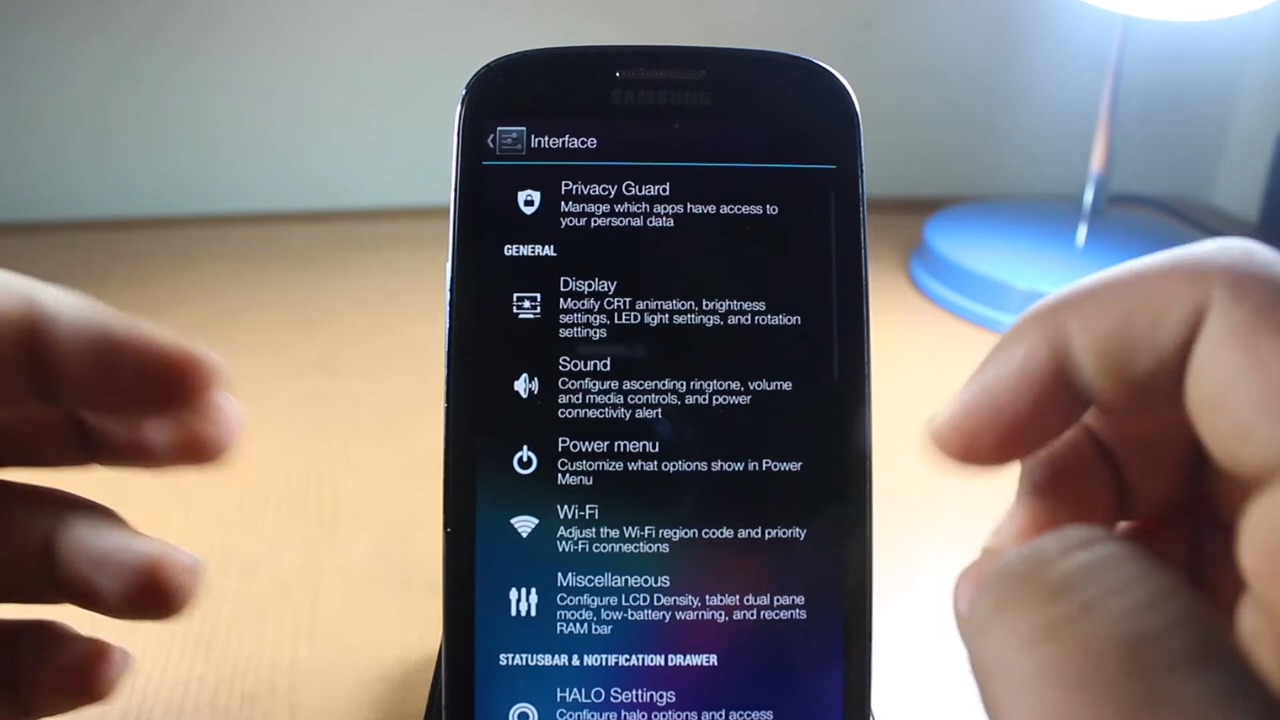 SAMSUNG
Interface
Privacy Guard
Manage which apps have access to
your personal data
GENERAL
Display
Modify CRT animation, brightness
settings, LED light settings, and rotation
settings
Sound
Configure ascending ringtone, volume
and media controls, and power
connectivity alert
Power menu
Customize what options show in Power
Menu
Wi-Fi
Adjust the Wi-Fi region code and priority
Wi-Fi connections
Miscellaneous
Configure LCD Density, tablet dual pane
mode, low-battery warning, and recents
RAM bar
STATUSBAR & NOTIFICATION DRAWER
HALO Settings
Configure halo options and access